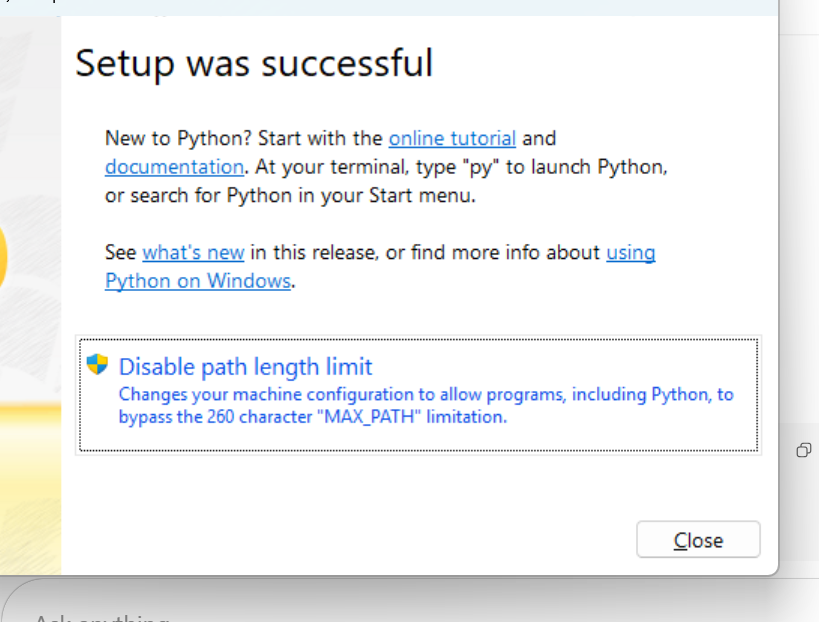 Setup was successful
New to Python? Start with the online tutorial and
documentation. At your terminal, type "py" to launch Python,
or search for Python in your Start menu.
See what's new in this release, or find more info about using
Python on Windows.
Disable path length limit
Changes your machine configuration to allow programs, including Python, to
bypass the 260 character "MAX_PATH" limitation.
Close
Ask anything